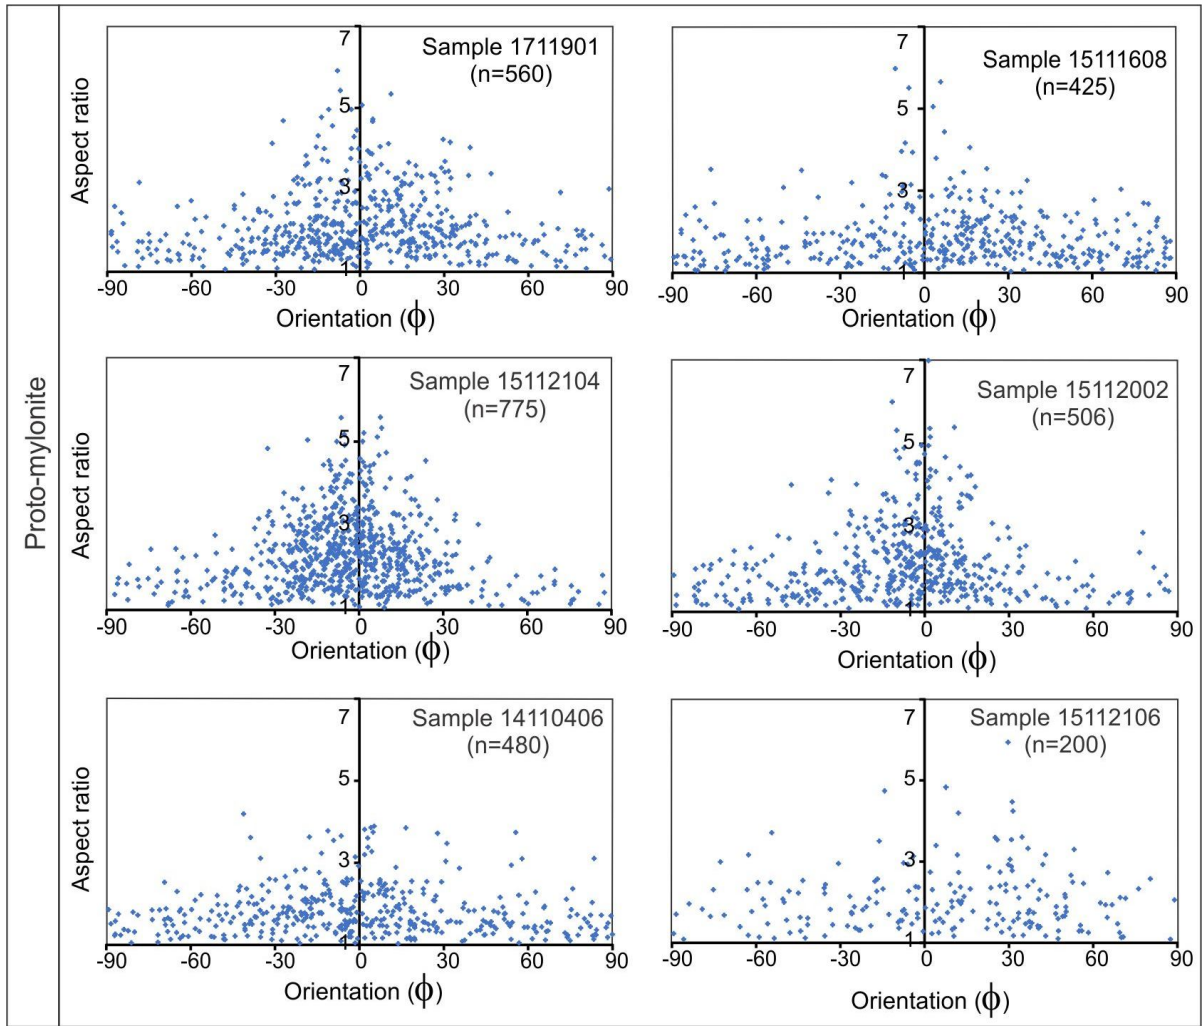 Proto-mylonite
Sample 1711901
(n=560)
Aspect ratio
7
5
3
1
-90 -60 -30 0 30 60 90
Orientation (ϕ)
Sample 15111608
(n=425)
7
5
3
1
-90 -60 -30 0 30 60 90
Orientation (ϕ)
Sample 15112104
(n=775)
Aspect ratio
7
5
3
1
-90 -60 -30 0 30 60 90
Orientation (ϕ)
Sample 15112002
(n=506)
7
5
3
1
-90 -60 -30 0 30 60 90
Orientation (ϕ)
Sample 14110406
(n=480)
Aspect ratio
7
5
3
1
-90 -60 -30 0 30 60 90
Orientation (ϕ)
Sample 15112106
(n=200)
7
5
3
1
-90 -60 -30 0 30 60 90
Orientation (ϕ)